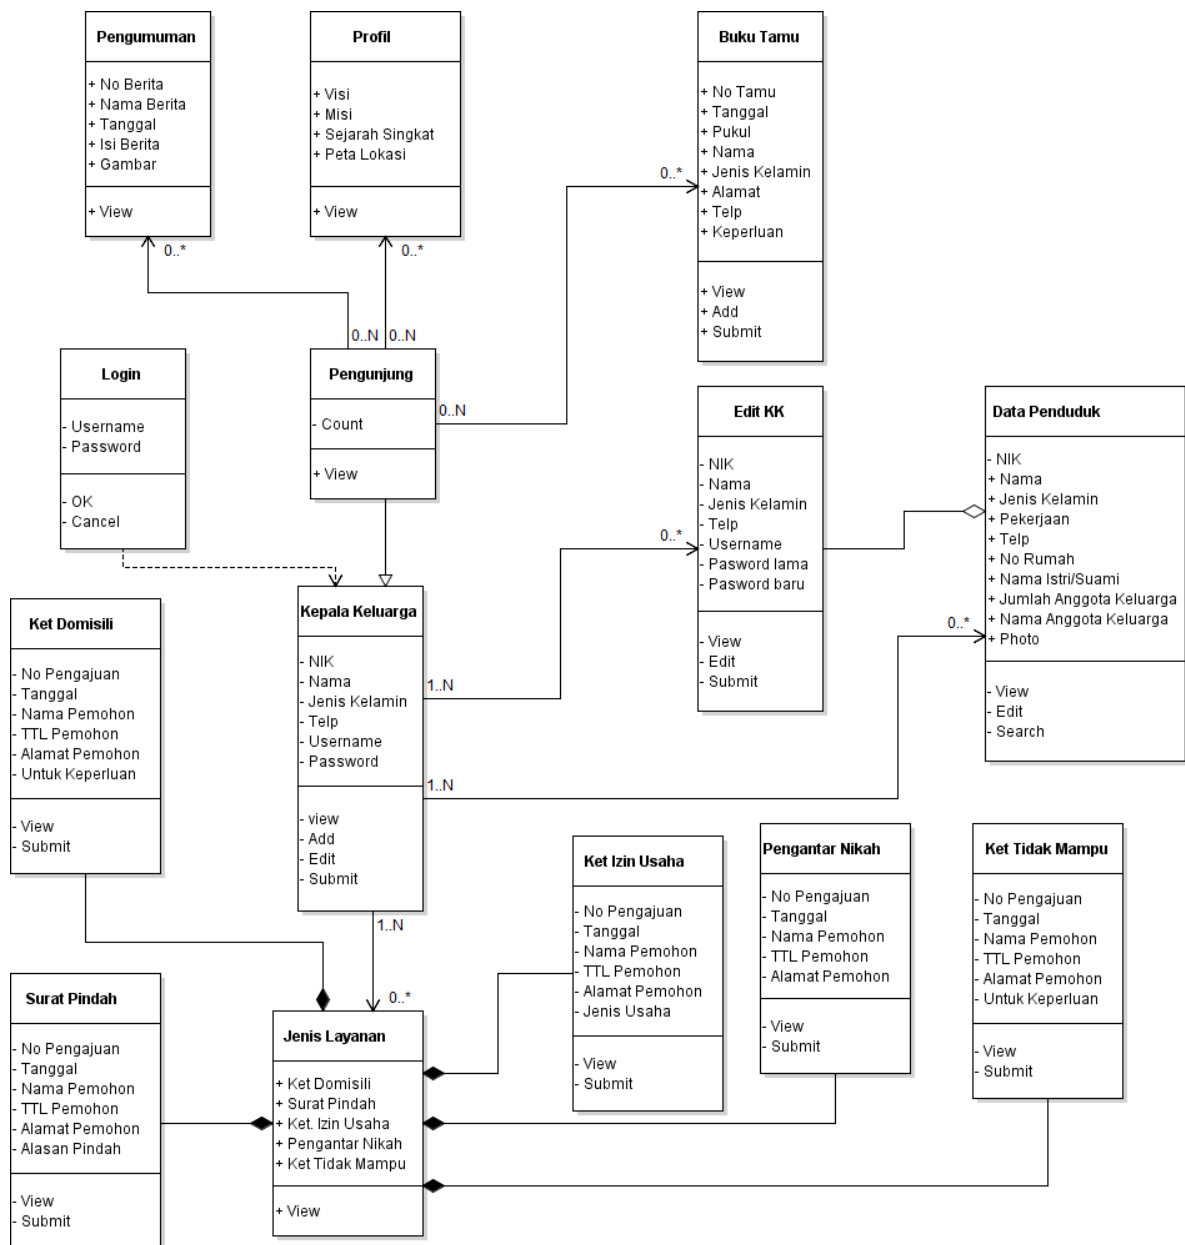 Pengumuman
+ No Berita
+ Nama Berita
+ Tanggal
+ Isi Berita
+ Gambar
+ View
0..*
Profil
+ Visi
+ Misi
+ Sejarah Singkat
+ Peta Lokasi
+ View
0..*
Buku Tamu
+ No Tamu
+ Tanggal
+ Pukul
+ Nama
+ Jenis Kelamin
+ Alamat
+ Telp
+ Keperluan
+ View
+ Add
+ Submit
0..*
0..N
0..N
Login
- Username
- Password
- OK
- Cancel
Pengunjung
- Count
+ View
0..N
Edit KK
- NIK
- Nama
- Jenis Kelamin
- Telp
- Username
- Pasword lama
- Pasword baru
- View
- Edit
- Submit
0..*
Data Penduduk
- NIK
+ Nama
+ Jenis Kelamin
+ Pekerjaan
+ Telp
+ No Rumah
+ Nama Istri/Suami
+ Jumlah Anggota Keluarga
+ Nama Anggota Keluarga
+ Photo
- View
- Edit
- Search
0..*
Ket Domisili
- No Pengajuan
- Tanggal
- Nama Pemohon
- TTL Pemohon
- Alamat Pemohon
- Untuk Keperluan
- View
- Submit
Kepala Keluarga
- NIK
- Nama
- Jenis Kelamin
- Telp
- Username
- Password
- view
- Add
- Edit
- Submit
1..N
1..N
1..N
0..*
Ket Izin Usaha
- No Pengajuan
- Tanggal
- Nama Pemohon
- TTL Pemohon
- Alamat Pemohon
- Jenis Usaha
- View
- Submit
Pengantar Nikah
- No Pengajuan
- Tanggal
- Nama Pemohon
- TTL Pemohon
- Alamat Pemohon
- View
- Submit
Ket Tidak Mampu
- No Pengajuan
- Tanggal
- Nama Pemohon
- TTL Pemohon
- Alamat Pemohon
- Untuk Keperluan
- View
- Submit
Surat Pindah
- No Pengajuan
- Tanggal
- Nama Pemohon
- TTL Pemohon
- Alamat Pemohon
- Alasan Pindah
- View
- Submit
Jenis Layanan
+ Ket Domisili
+ Surat Pindah
+ Ket. Izin Usaha
+ Pengantar Nikah
+ Ket Tidak Mampu
+ View